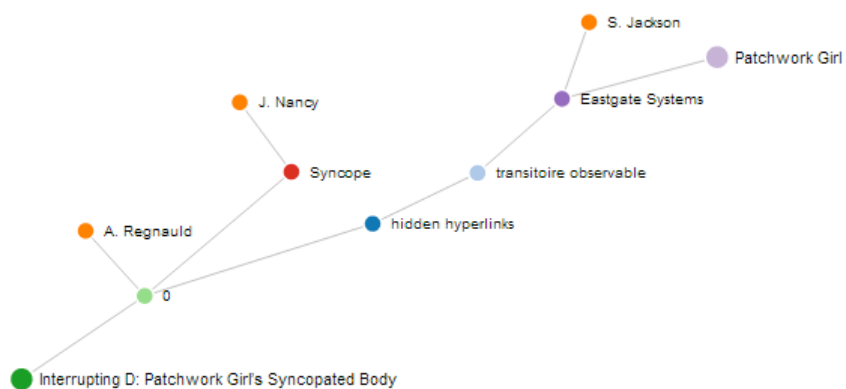 S. Jackson
Patchwork Girl
J. Nancy
Eastgate Systems
Syncope
transitoire observable
hidden hyperlinks
A. Regnauld
0
Interrupting D: Patchwork Girl's Syncopated Body